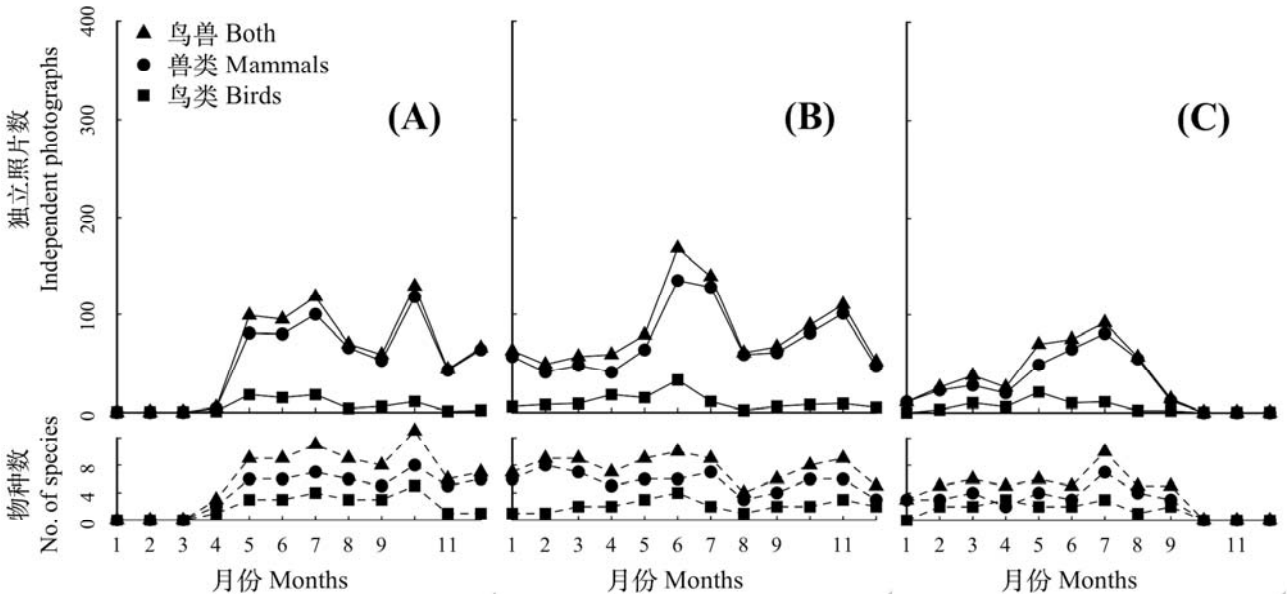 400
300
200
100
0
独立照片数
Independent photographs
鸟兽 Both
兽类 Mammals
鸟类 Birds
(A)
(B)
(C)
物种数
No. of species
8
4
0
1 2 3 4 5 6 7 8 9 11
1 2 3 4 5 6 7 8 9 11
1 2 3 4 5 6 7 8 9 11
月份 Months
月份 Months
月份 Months